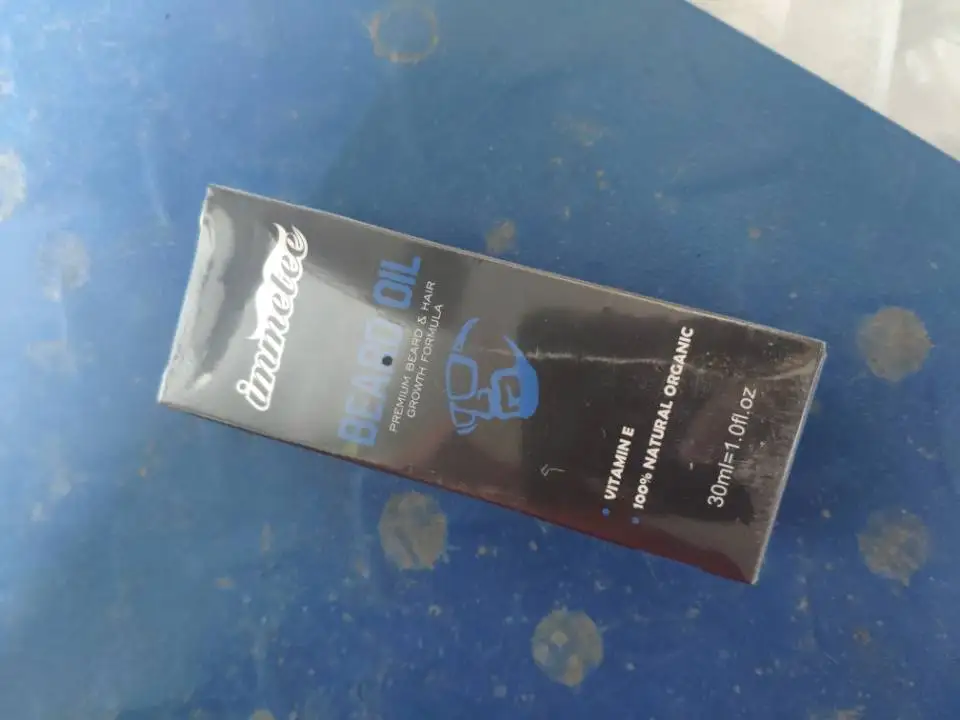 immetee
BEARD OIL
PREMIUM BEARD & HAIR
GROWTH FORMULA
• VITAMIN E
• 100% NATURAL ORGANIC
30ml=1.0fl.oz